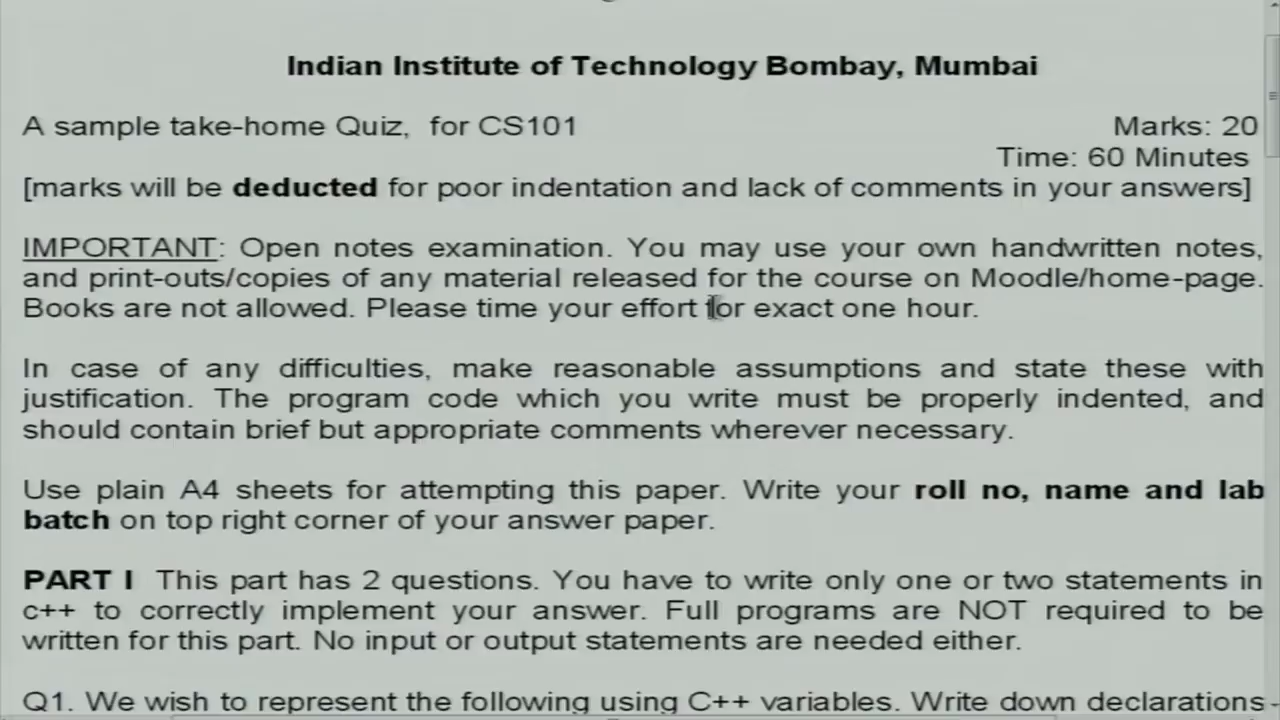 Indian Institute of Technology Bombay, Mumbai
A sample take-home Quiz, for CS101 Marks: 20
Time: 60 Minutes
[marks will be deducted for poor indentation and lack of comments in your answers]
IMPORTANT: Open notes examination. You may use your own handwritten notes,
and print-outs/copies of any material released for the course on Moodle/home-page.
Books are not allowed. Please time your effort for exact one hour.
In case of any difficulties, make reasonable assumptions and state these with
justification. The program code which you write must be properly indented, and
should contain brief but appropriate comments wherever necessary.
Use plain A4 sheets for attempting this paper. Write your roll no, name and lab
batch on top right corner of your answer paper.
PART I This part has 2 questions. You have to write only one or two statements in
c++ to correctly implement your answer. Full programs are NOT required to be
written for this part. No input or output statements are needed either.
Q1. We wish to represent the following using C++ variables. Write down declarations